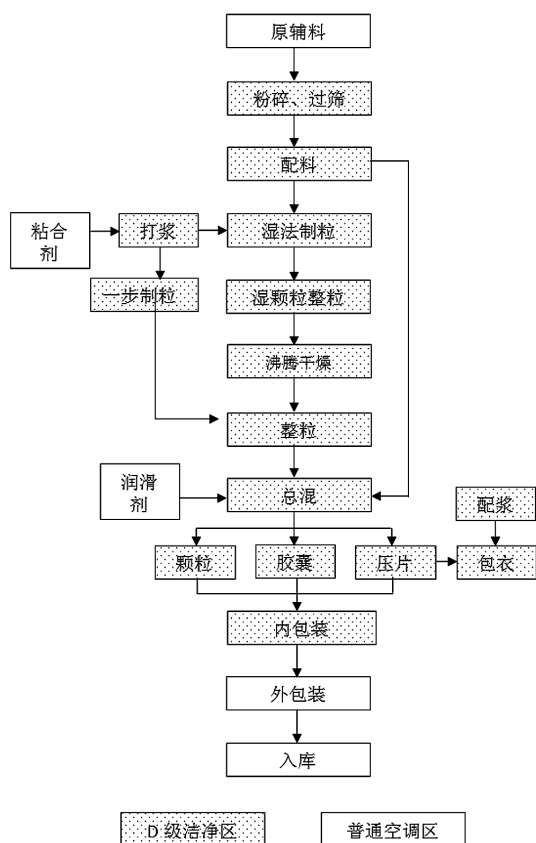 原辅料
粉碎、过筛
配料
粘合
剂
打浆
湿法制粒
一步制粒
湿颗粒整粒
沸腾干燥
整粒
润滑
剂
总混
配浆
颗粒
胶囊
压片
包衣
内包装
外包装
入库
D级洁净区
普通空调区